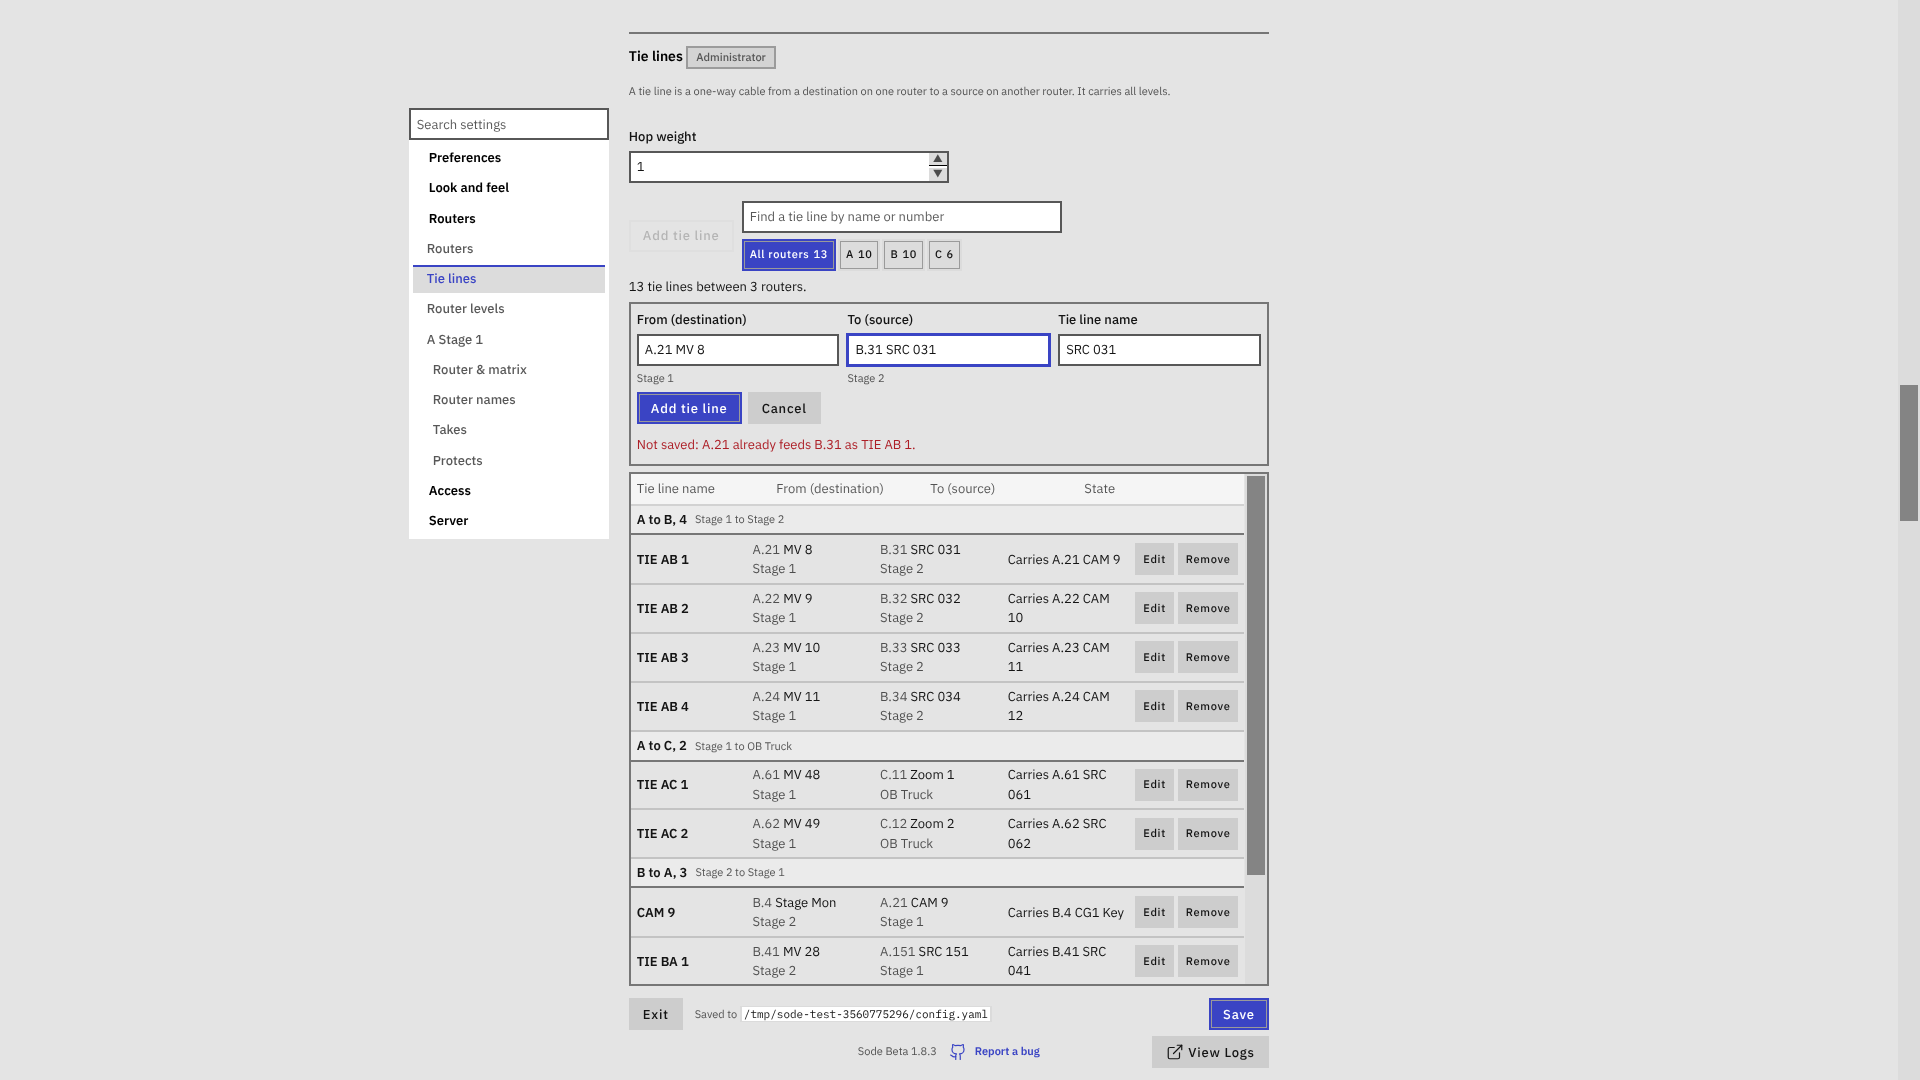 Tie lines Administrator
A tie line is a one-way cable from a destination on one router to a source on another router. It carries all levels.
Search settings
Preferences
Look and feel
Routers
Routers
Tie lines
Router levels
A Stage 1
Router & matrix
Router names
Takes
Protects
Access
Server
Hop weight
1
Add tie line
Find a tie line by name or number
All routers 13 A 10 B 10 C 6
13 tie lines between 3 routers.
From (destination) To (source) Tie line name
A.21 MV 8 B.31 SRC 031 SRC 031
Stage 1 Stage 2
Add tie line Cancel
Not saved: A.21 already feeds B.31 as TIE AB 1.
Tie line name From (destination) To (source) State
A to B, 4 Stage 1 to Stage 2
TIE AB 1 A.21 MV 8 B.31 SRC 031 Carries A.21 CAM 9 Edit Remove
Stage 1 Stage 2
TIE AB 2 A.22 MV 9 B.32 SRC 032 Carries A.22 CAM Edit Remove
Stage 1 Stage 2 10
TIE AB 3 A.23 MV 10 B.33 SRC 033 Carries A.23 CAM Edit Remove
Stage 1 Stage 2 11
TIE AB 4 A.24 MV 11 B.34 SRC 034 Carries A.24 CAM Edit Remove
Stage 1 Stage 2 12
A to C, 2 Stage 1 to OB Truck
TIE AC 1 A.61 MV 48 C.11 Zoom 1 Carries A.61 SRC Edit Remove
Stage 1 OB Truck 061
TIE AC 2 A.62 MV 49 C.12 Zoom 2 Carries A.62 SRC Edit Remove
Stage 1 OB Truck 062
B to A, 3 Stage 2 to Stage 1
CAM 9 B.4 Stage Mon A.21 CAM 9 Carries B.4 CG1 Key Edit Remove
Stage 2 Stage 1
TIE BA 1 B.41 MV 28 A.151 SRC 151 Carries B.41 SRC Edit Remove
Stage 2 Stage 1 041
Exit Saved to /tmp/sode-test-3560775296/config.yaml Save
Sode Beta 1.8.3 Report a bug View Logs